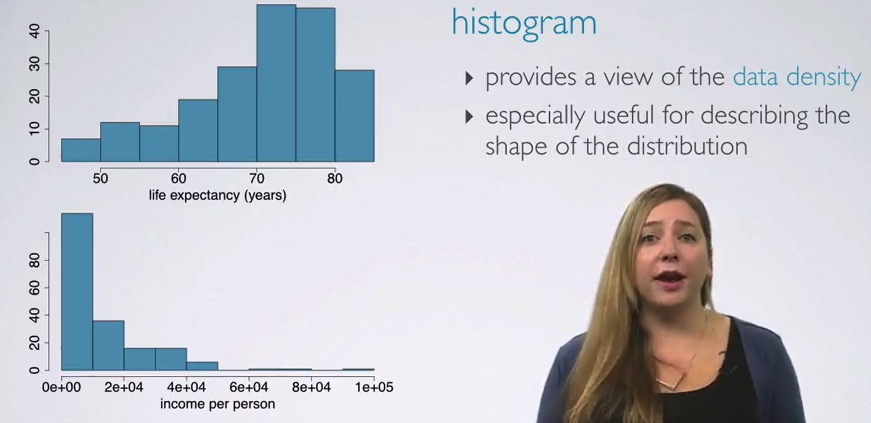 histogram
‣ provides a view of the data density
‣ especially useful for describing the
shape of the distribution
40
30
20
10
0
50 60 70 80
life expectancy (years)
80
60
40
20
0
0e+00 2e+04 4e+04 6e+04 8e+04 1e+05
income per person